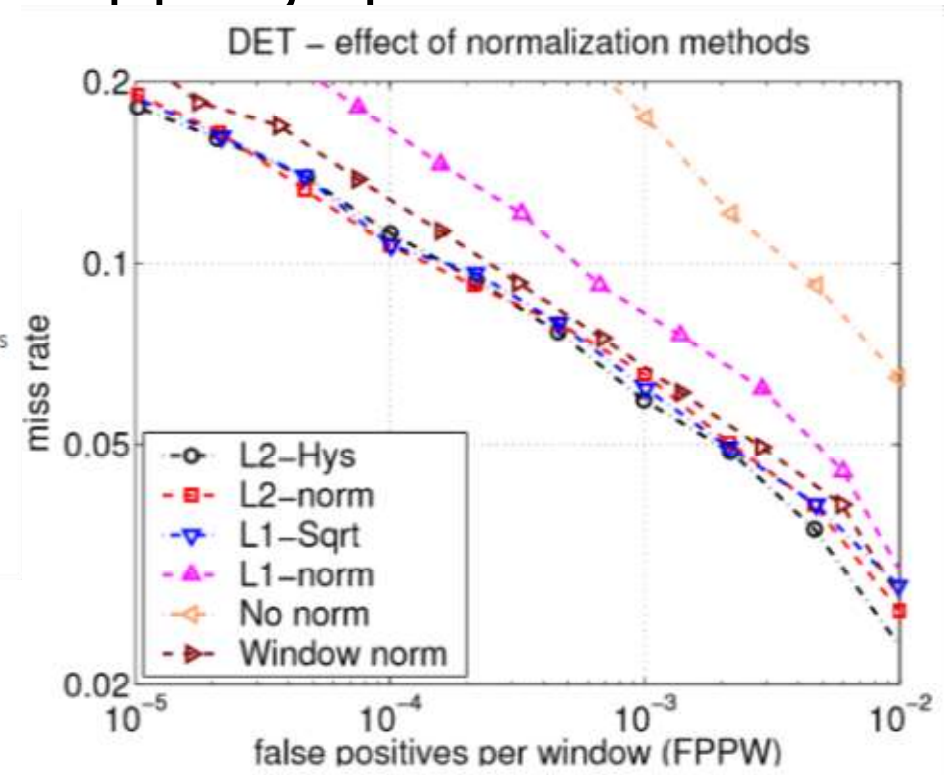 DET – effect of normalization methods
0.2
0.1
0.05
0.02
miss rate
s
L2−Hys
L2−norm
L1−Sqrt
L1−norm
No norm
Window norm
10−5
10−4
10−3
10−2
false positives per window (FPPW)